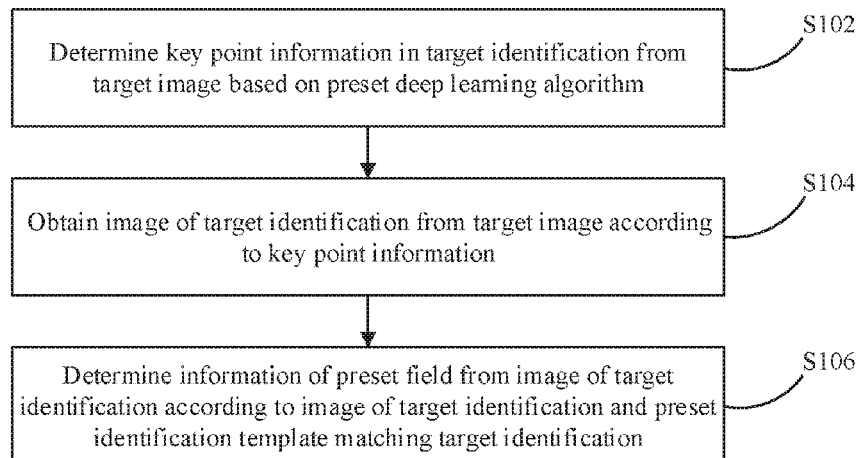 S102
Determine key point information in target identification from
target image based on preset deep learning algorithm
S104
Obtain image of target identification from target image according
to key point information
S106
Determine information of preset field from image of target
identification according to image of target identification and preset
identification template matching target identification